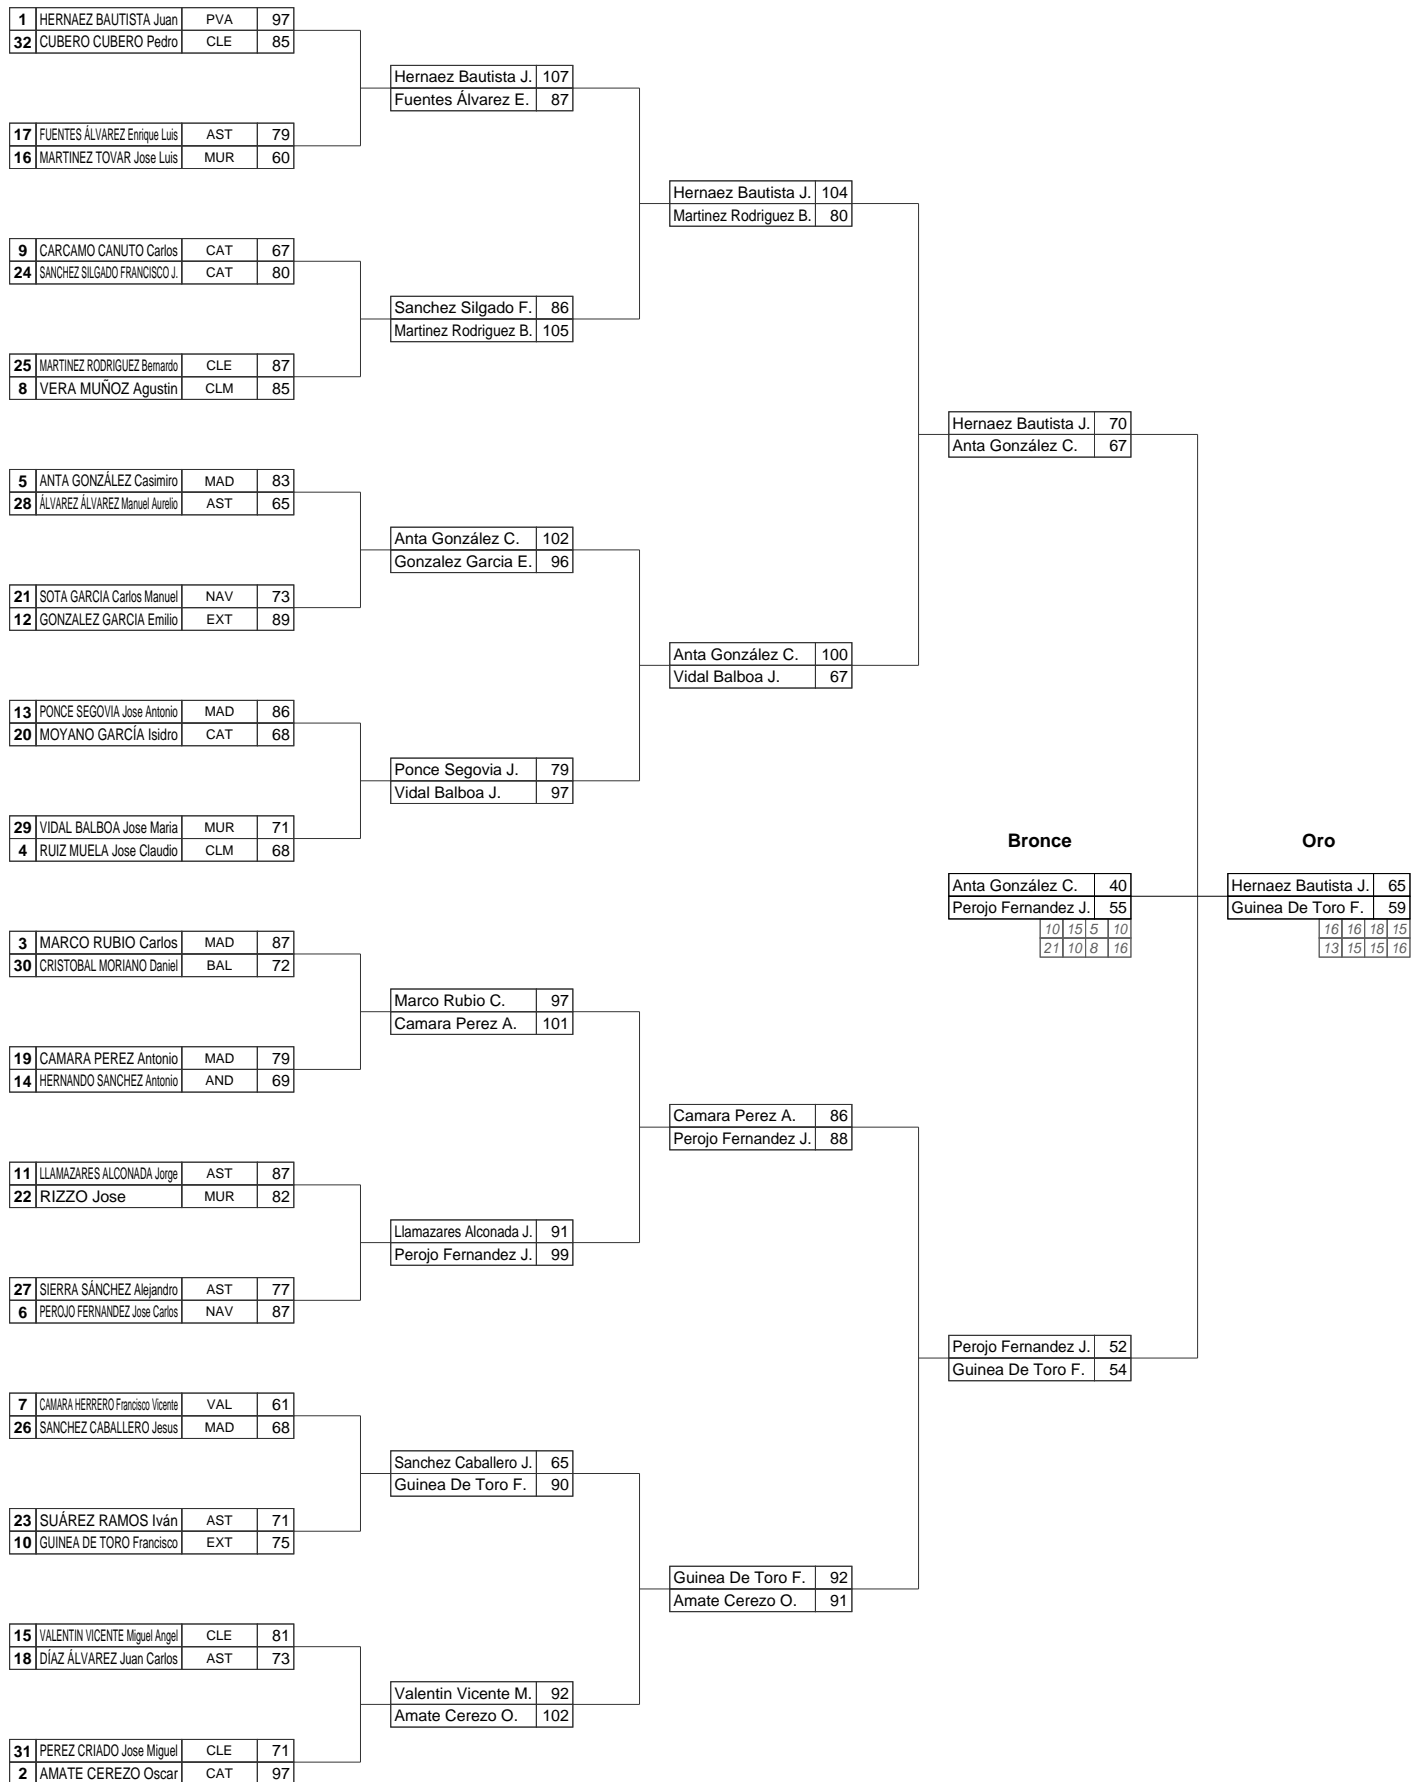 1 HERNAEZ BAUTISTA Juan PVA 97
32 CUBERO CUBERO Pedro CLE 85
Hernaez Bautista J. 107
Fuentes Álvarez E. 87
17 FUENTES ÁLVAREZ Enrique Luis AST 79
16 MARTINEZ TOVAR Jose Luis MUR 60
Hernaez Bautista J. 104
Martinez Rodriguez B. 80
9 CARCAMO CANUTO Carlos CAT 67
24 SANCHEZ SILGADO FRANCISCO J. CAT 80
Sanchez Silgado F. 86
Martinez Rodriguez B. 105
25 MARTINEZ RODRIGUEZ Bernardo CLE 87
8 VERA MUÑOZ Agustin CLM 85
Hernaez Bautista J. 70
Anta González C. 67
5 ANTA GONZÁLEZ Casimiro MAD 83
28 ÁLVAREZ ÁLVAREZ Manuel Aurelio AST 65
Anta González C. 102
Gonzalez Garcia E. 96
21 SOTA GARCIA Carlos Manuel NAV 73
12 GONZALEZ GARCIA Emilio EXT 89
Anta González C. 100
Vidal Balboa J. 67
13 PONCE SEGOVIA Jose Antonio MAD 86
20 MOYANO GARCÍA Isidro CAT 68
Ponce Segovia J. 79
Vidal Balboa J. 97
29 VIDAL BALBOA Jose Maria MUR 71
4 RUIZ MUELA Jose Claudio CLM 68
Bronce Oro
Anta González C. 40 Hernaez Bautista J. 65
Perojo Fernandez J. 55 Guinea De Toro F. 59
10 15 5 10 16 16 18 15
21 10 8 16 13 15 15 16
3 MARCO RUBIO Carlos MAD 87
30 CRISTOBAL MORIANO Daniel BAL 72
Marco Rubio C. 97
Camara Perez A. 101
19 CAMARA PEREZ Antonio MAD 79
14 HERNANDO SANCHEZ Antonio AND 69
Camara Perez A. 86
Perojo Fernandez J. 88
11 LLAMAZARES ALCONADA Jorge AST 87
22 RIZZO Jose MUR 82
Llamazares Alconada J. 91
Perojo Fernandez J. 99
27 SIERRA SÁNCHEZ Alejandro AST 77
6 PEROJO FERNANDEZ Jose Carlos NAV 87
Perojo Fernandez J. 52
Guinea De Toro F. 54
7 CAMARA HERRERO Francisco Vicente VAL 61
26 SANCHEZ CABALLERO Jesus MAD 68
Sanchez Caballero J. 65
Guinea De Toro F. 90
23 SUÁREZ RAMOS Iván AST 71
10 GUINEA DE TORO Francisco EXT 75
Guinea De Toro F. 92
Amate Cerezo O. 91
15 VALENTIN VICENTE Miguel Angel CLE 81
18 DÍAZ ÁLVAREZ Juan Carlos AST 73
Valentin Vicente M. 92
Amate Cerezo O. 102
31 PEREZ CRIADO Jose Miguel CLE 71
2 AMATE CEREZO Oscar CAT 97